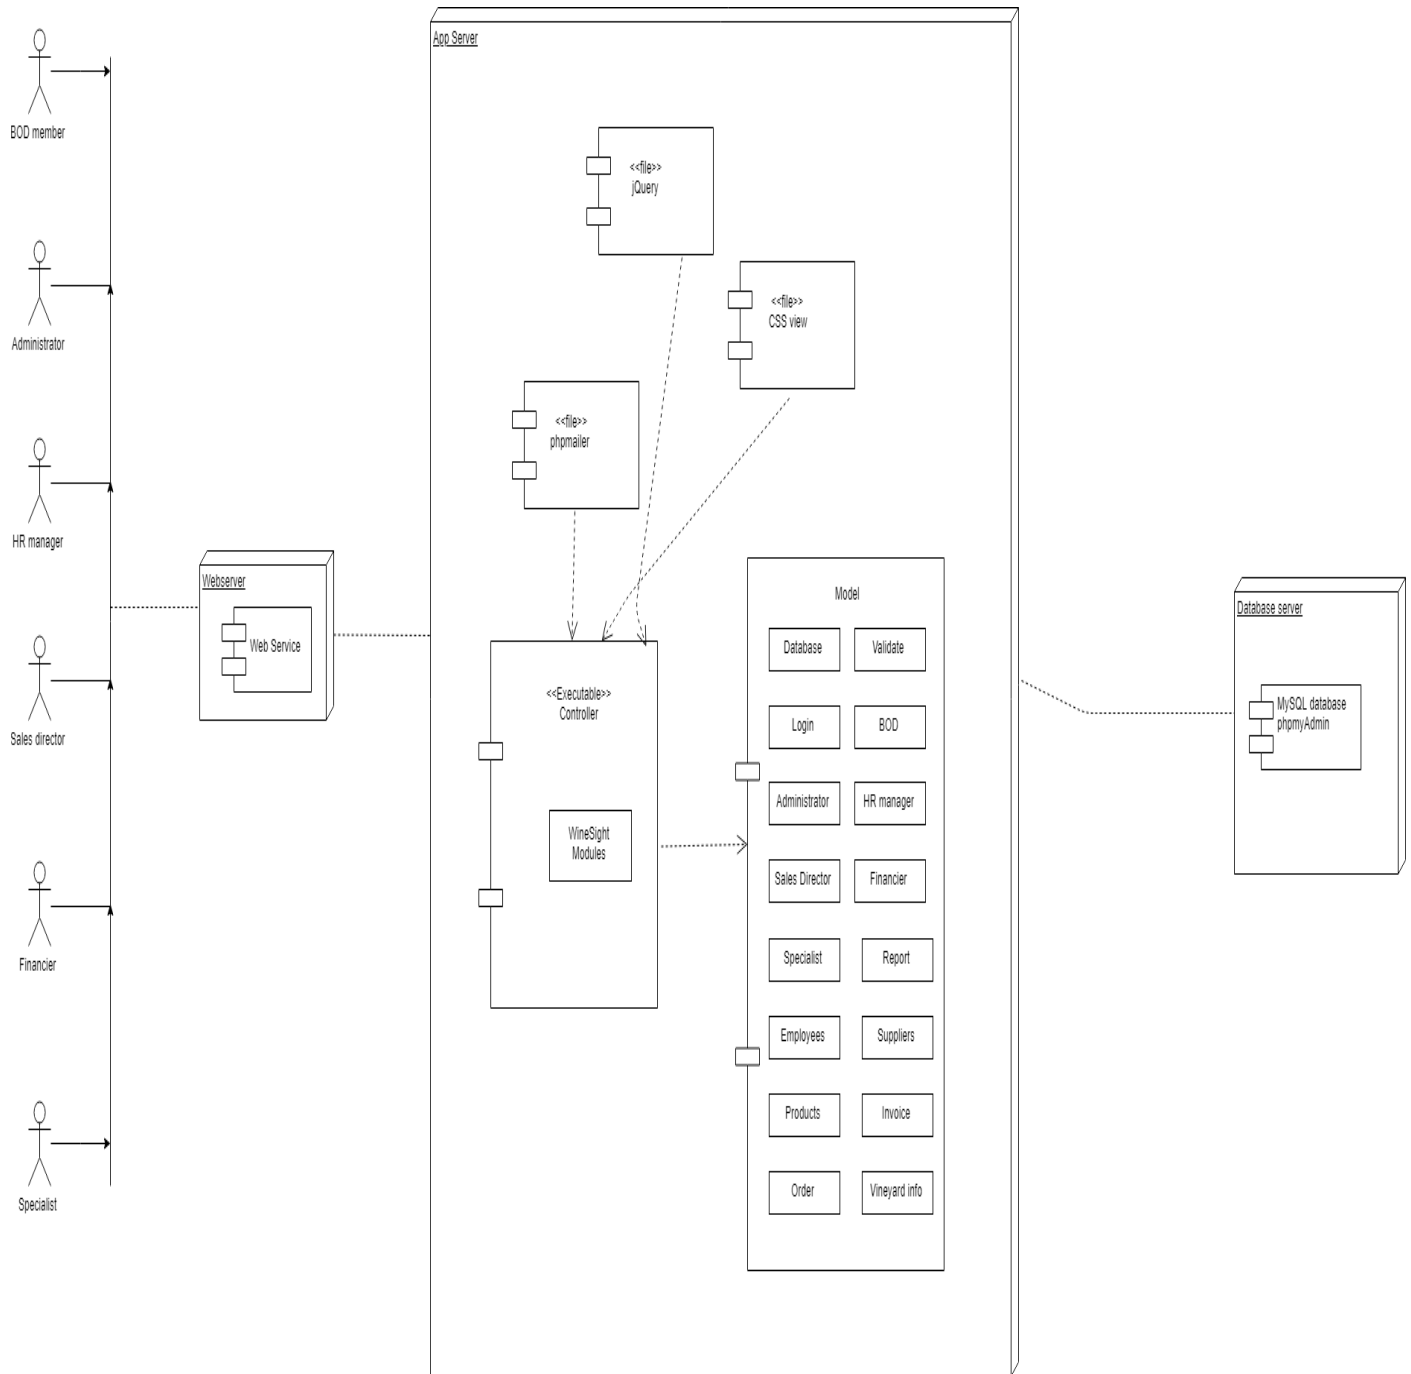 BOD member
Administrator
HR manager
Sales director
Financier
Specialist
Webserver
Web Service
App Server
<<file>>
jQuery
<<file>>
CSS view
<<file>>
phpmailer
<<Executable>>
Controller
WineSight
Modules
Model
Database
Validate
Login
BOD
Administrator
HR manager
Sales Director
Financier
Specialist
Report
Employees
Suppliers
Products
Invoice
Order
Vineyard info
Database server
MySQL database
phpmyAdmin